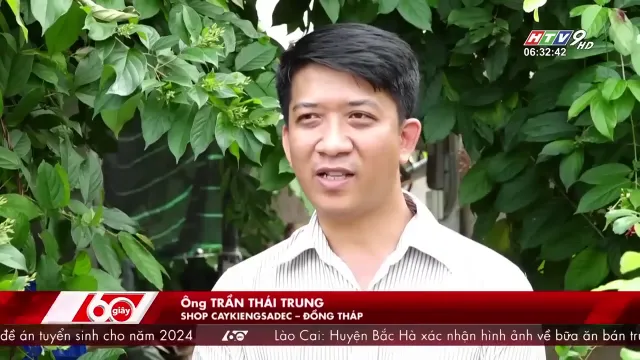 HTV9 HD
06:32:42
Ông TRẦN THÁI TRUNG
60 giây
SHOP CAYKIENGSADEC – ĐỒNG THÁP
đề án tuyển sinh cho năm 2024 60s Lào Cai: Huyện Bắc Hà xác nhận hình ảnh về bữa ăn bán t